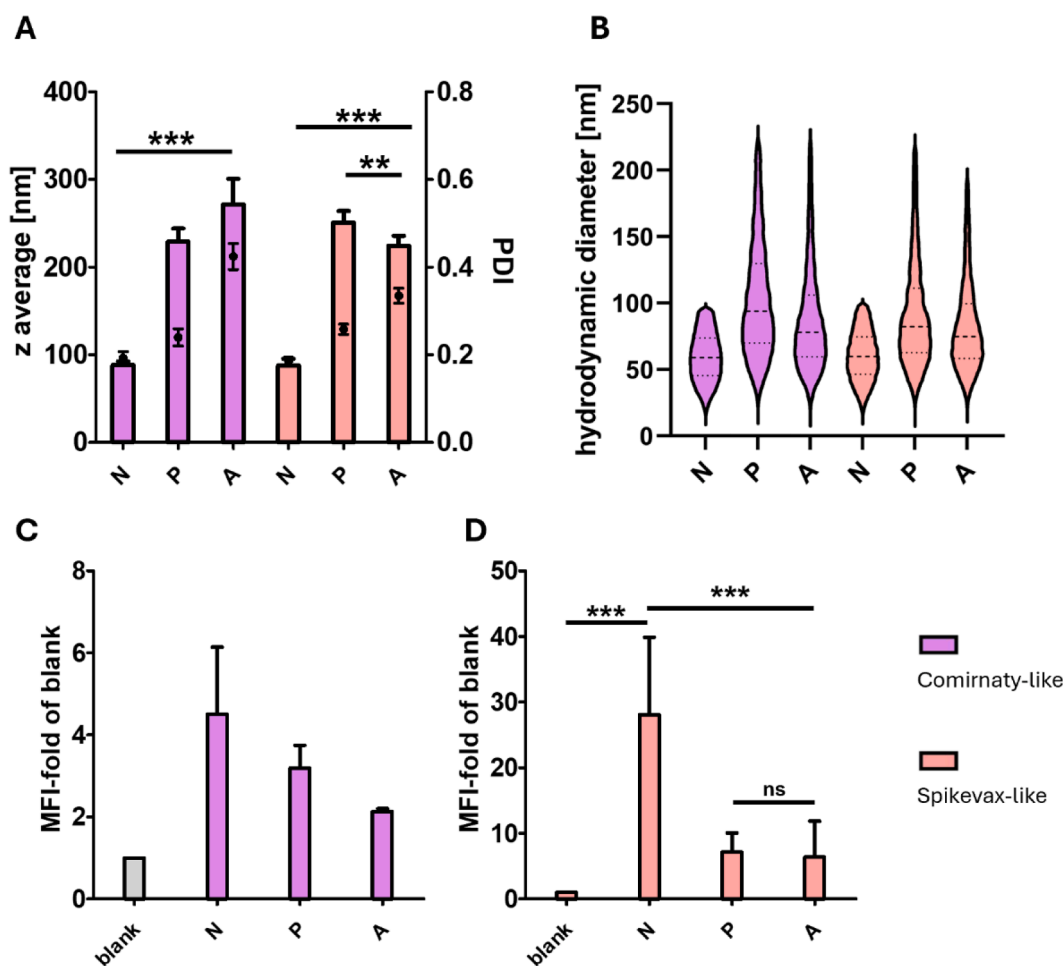 A
z average [nm]
400
300
200
100
0
***
***
**
0.8
0.6
0.4
0.2
0.0
PDI
N
P
A
N
P
A
B
hydrodynamic diameter [nm]
250
200
150
100
50
0
N
P
A
N
P
A
C
MFI-fold of blank
8
6
4
2
0
blank
N
P
A
D
MFI-fold of blank
50
40
30
20
10
0
***
***
ns
blank
N
P
A
Comirnaty-like
Spikevax-like